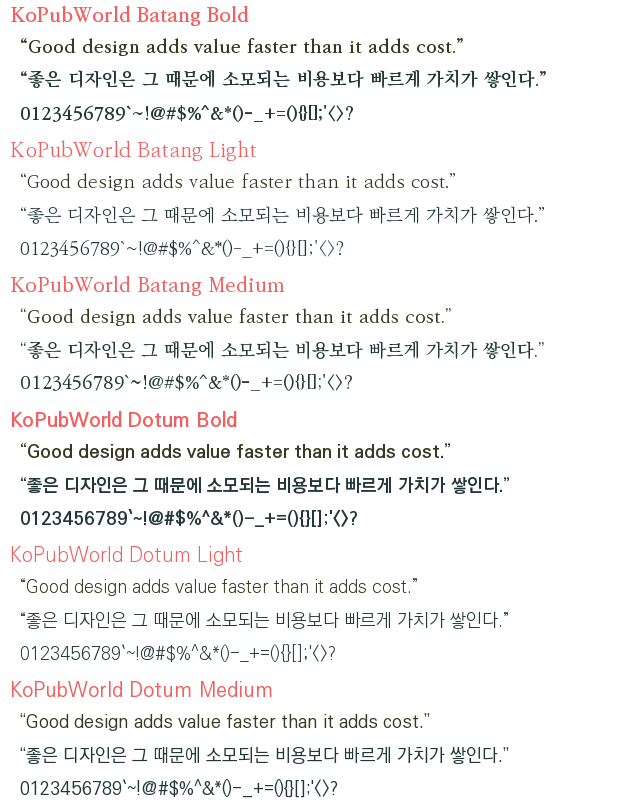 KoPubWorld Batang Bold
“Good design adds value faster than it adds cost.”
“좋은 디자인은 그 때문에 소모되는 비용보다 빠르게 가치가 쌓인다.”
0123456789`~!@#$%^&*()-_+=(){}[];'〈〉?
KoPubWorld Batang Light
“Good design adds value faster than it adds cost.”
“좋은 디자인은 그 때문에 소모되는 비용보다 빠르게 가치가 쌓인다.”
0123456789`~!@#$%^&*()-_+=(){}[];'〈〉?
KoPubWorld Batang Medium
“Good design adds value faster than it adds cost.”
“좋은 디자인은 그 때문에 소모되는 비용보다 빠르게 가치가 쌓인다.”
0123456789`~!@#$%^&*()-_+=(){}[];'〈〉?
KoPubWorld Dotum Bold
“Good design adds value faster than it adds cost.”
“좋은 디자인은 그 때문에 소모되는 비용보다 빠르게 가치가 쌓인다.”
0123456789`~!@#$%^&*()-_+=(){}[];'〈〉?
KoPubWorld Dotum Light
“Good design adds value faster than it adds cost.”
“좋은 디자인은 그 때문에 소모되는 비용보다 빠르게 가치가 쌓인다.”
0123456789`~!@#$%^&*()-_+=(){}[];'〈〉?
KoPubWorld Dotum Medium
“Good design adds value faster than it adds cost.”
“좋은 디자인은 그 때문에 소모되는 비용보다 빠르게 가치가 쌓인다.”
0123456789`~!@#$%^&*()-_+=(){}[];'〈〉?